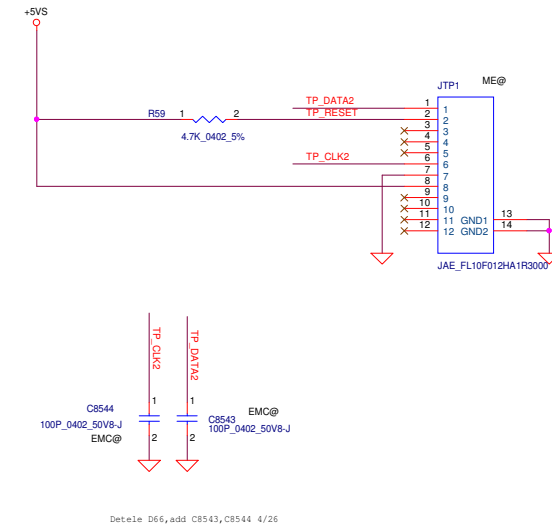 +5VS
JTP1 ME@
R59 1 2
4.7K_0402_5%
TP_DATA2
TP_RESET
TP_CLK2
1 1
2 2
3 3
4 4
5 5
6 6
7 7
8 8
9 9
10 10
11 11 GND1 13
12 12 GND2 14
JAE_FL10F012HA1R3000
TP_CLK2
TP_DATA2
1 1
C8544
100P_0402_50V8-J
EMC@
2
C8543
EMC@
100P_0402_50V8-J
2
Detele D66,add C8543,C8544 4/26